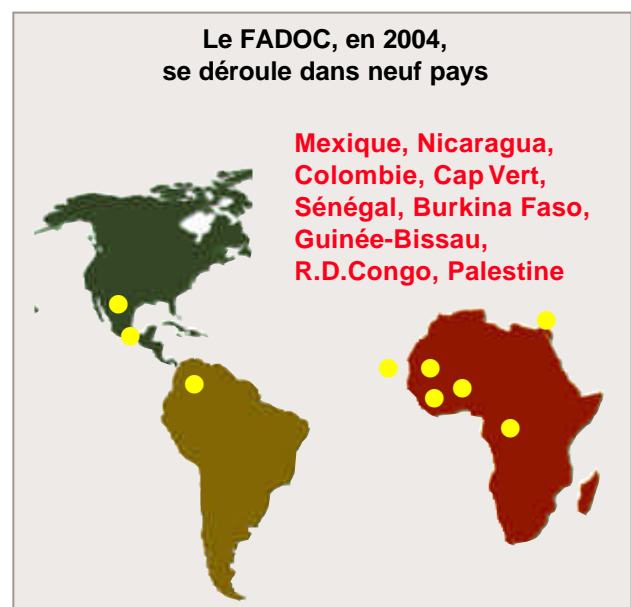 Le FADOC, en 2004,
se déroule dans neuf pays
Mexique, Nicaragua,
Colombie, Cap Vert,
Sénégal, Burkina Faso,
Guinée-Bissau,
R.D.Congo, Palestine